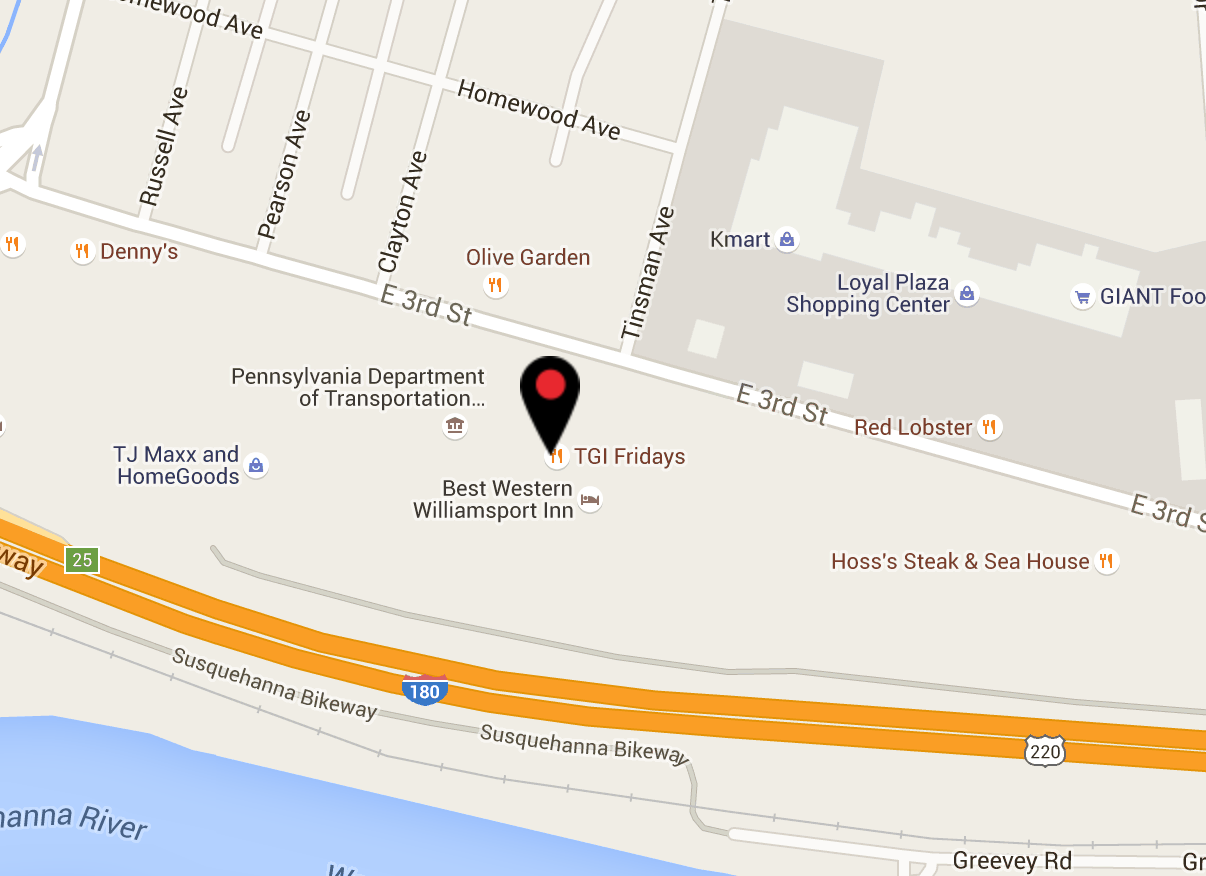 mewood Ave
Homewood Ave
Russell Ave
Pearson Ave
Clayton Ave
Tinsman Ave
Denny's
Olive Garden
Kmart
Loyal Plaza
Shopping Center
GIANT Foo
E 3rd St
E 3rd St
E 3rd S
Pennsylvania Department
of Transportation...
Red Lobster
TJ Maxx and
HomeGoods
TGI Fridays
Best Western
Williamsport Inn
Hoss's Steak & Sea House
way
25
180
220
Susquehanna Bikeway
Susquehanna Bikeway
hanna River
W
Greevey Rd
Gr